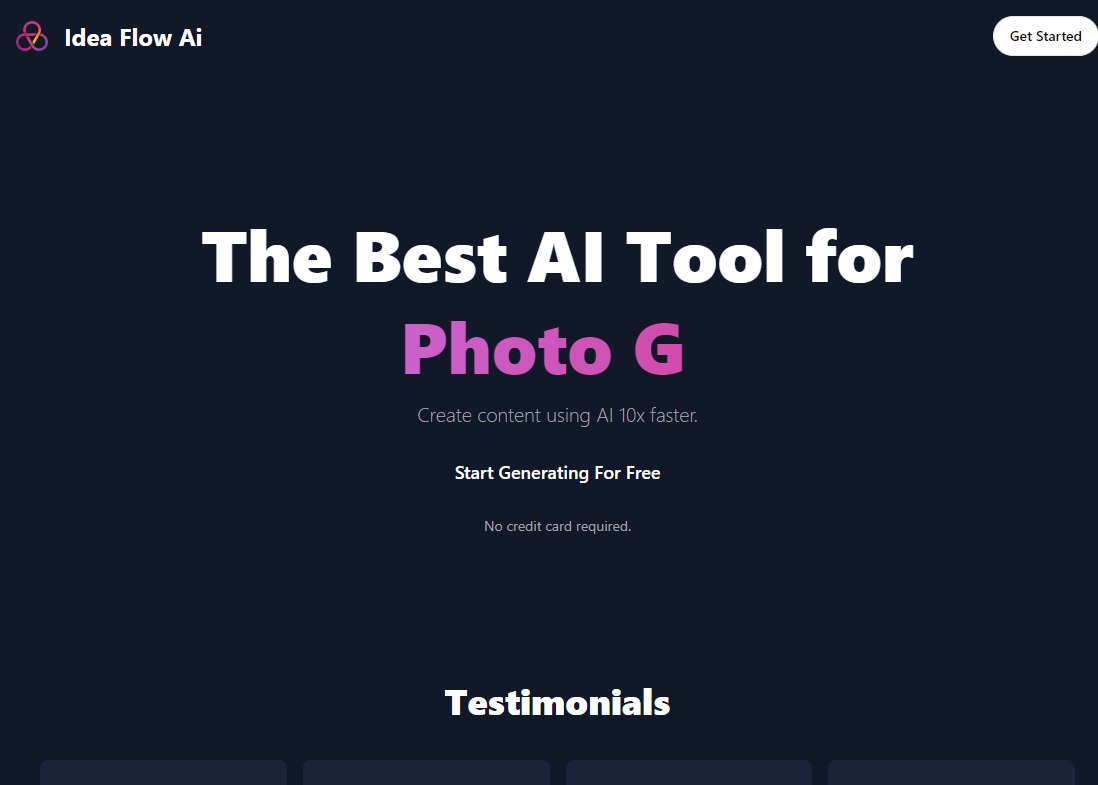 Idea Flow Ai
Get Started
The Best AI Tool for
Photo G
Create content using AI 10x faster.
Start Generating For Free
No credit card required.
Testimonials